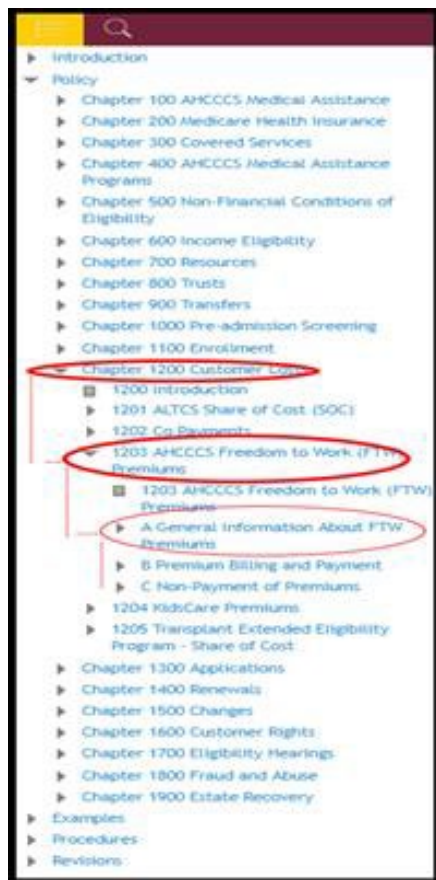 Introduction
Policy
Chapter 100 AHCCCS Medical Assistance
Chapter 200 Medicare Health Insurance
Chapter 300 Covered Services
Chapter 400 AHCCCS Medical Assistance
Programs
Chapter 500 Non-Financial Conditions of
Eligibility
Chapter 600 Income Eligibility
Chapter 700 Resources
Chapter 800 Trusts
Chapter 900 Transfers
Chapter 1000 Pre-admission Screening
Chapter 1100 Enrollment
Chapter 1200 Customer
1200 Introduction
1201 ALTCS Share of Cost (SOC)
1202 Co Payments
1203 AHCCCS Freedom to Work (FTW)
Premiums
1203 AHCCCS Freedom to Work (FTW)
Premiums
A General Information About FTW
Premiums
B Premium Billing and Payment
C Non-Payment of Premiums
1204 KidsCare Premiums
1205 Transplant Extended Eligibility
Program - Share of Cost
Chapter 1300 Applications
Chapter 1400 Renewals
Chapter 1500 Changes
Chapter 1600 Customer Rights
Chapter 1700 Eligibility Hearings
Chapter 1800 Fraud and Abuse
Chapter 1900 Estate Recovery
Examples
Procedures
Revisions